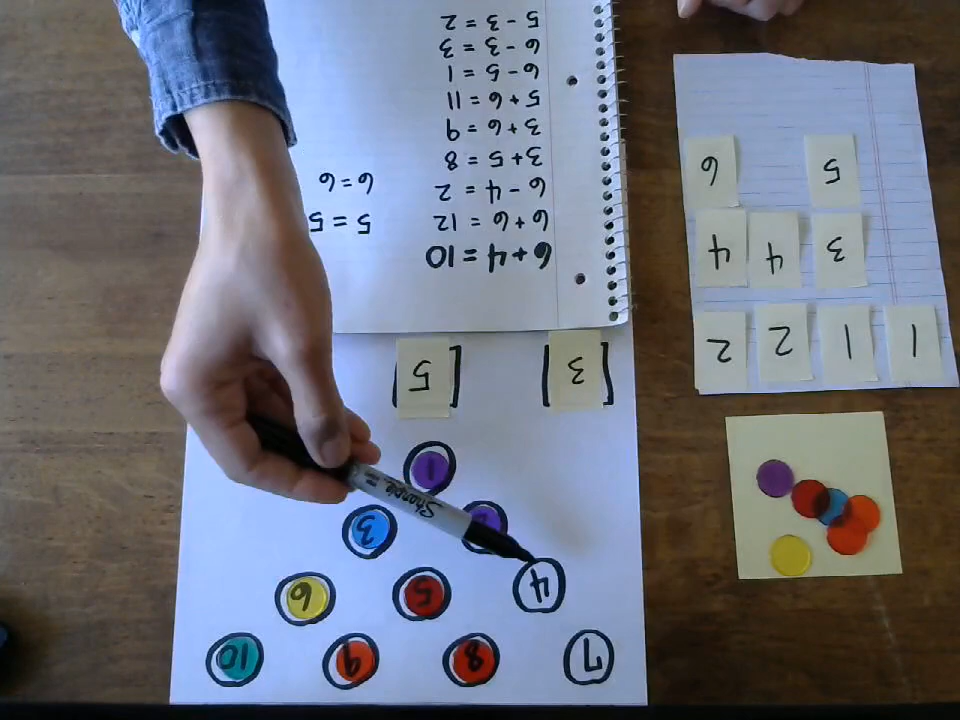 7 8 9 10
4 5 6
Sharpie
3
1
[3] [5]
1 1 2 2
3 4 4
5 6
6+4=10
6+6=12 5=5
6-4=2 6=6
3+5=8
3+6=9
5+6=11
6-5=1
6-3=3
5-3=2